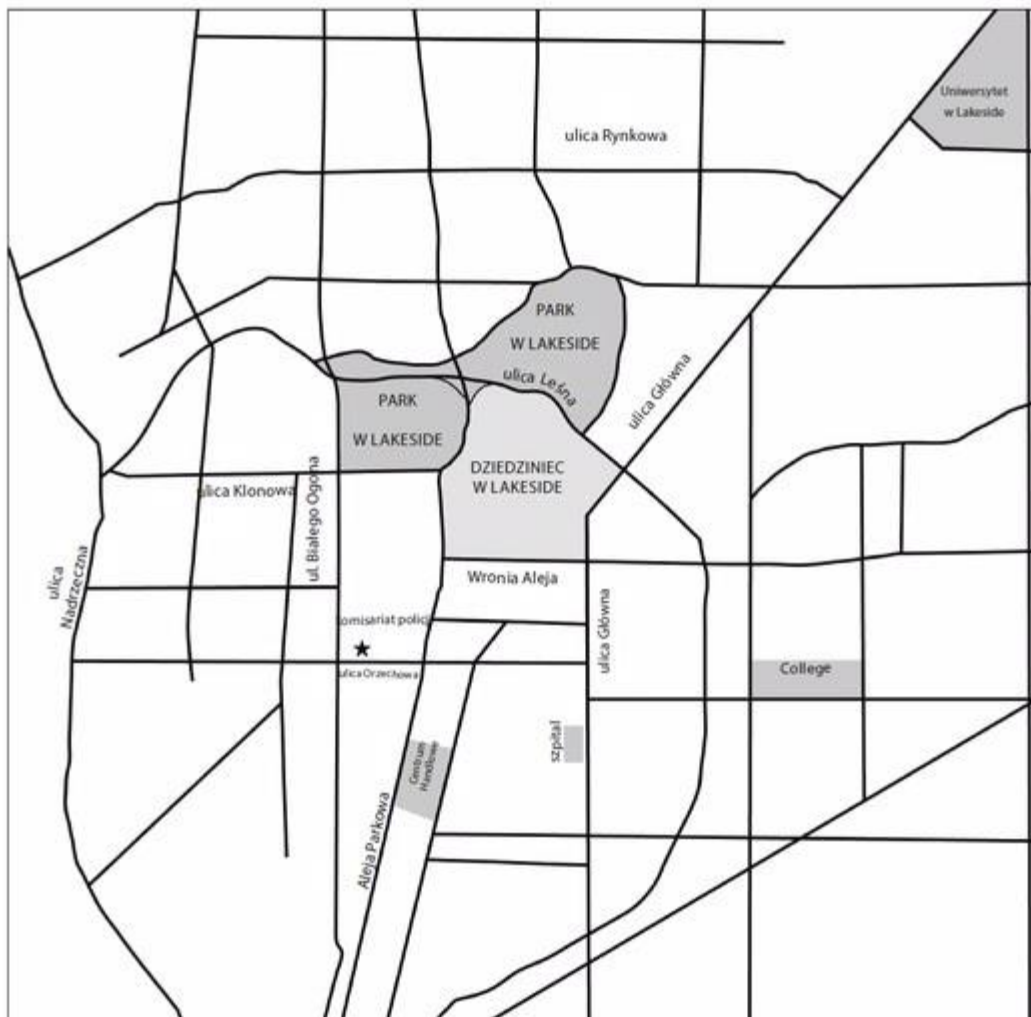 Uniwersytet
w Lakeside
ulica Rynkowa
PARK
W LAKESIDE
ulica Leśna
ulica Główna
PARK
W LAKESIDE
DZIEDZINIEC
W LAKESIDE
ulica Klonowa
ul. Białego Ogona
ulica
Nadrzeczna
Wronia Aleja
omisariat policji
ulica Główna
ulica Orzechowa
College
szpital
Centrum
Handlowe
Aleja Parkowa